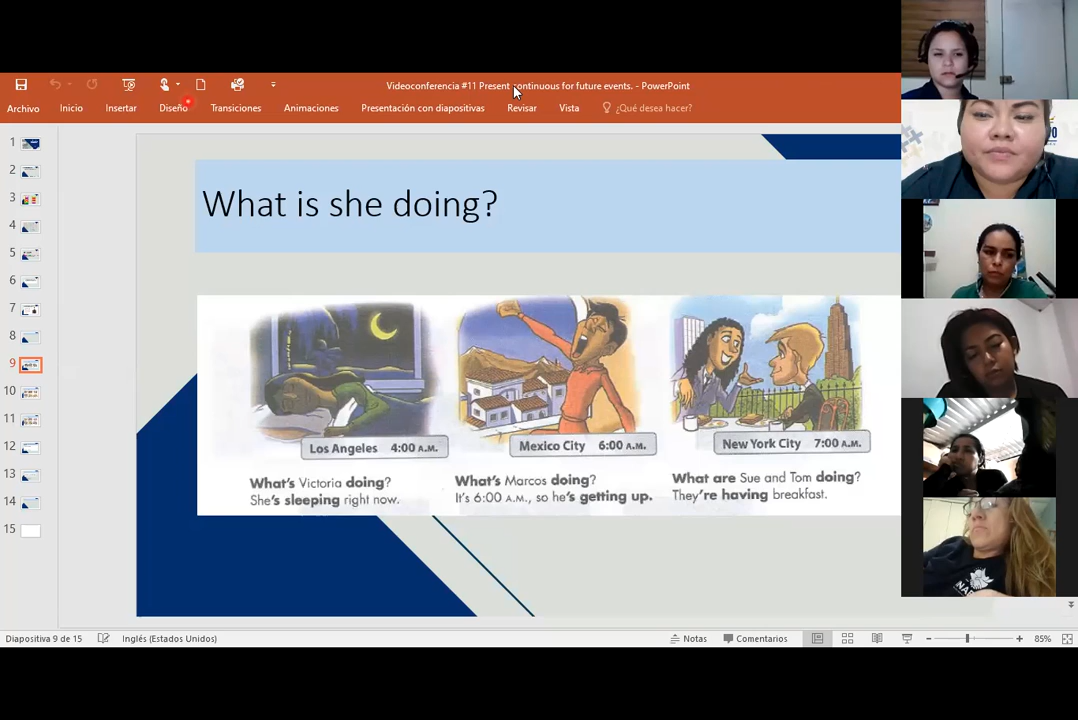 Videoconferencia #11 Present continuous for future events. - PowerPoint
Archivo Inicio Insertar Diseño Transiciones Animaciones Presentación con diapositivas Revisar Vista ¿Qué desea hacer?
1
2
3
4
5
6
7
8
9
10
11
12
13
14
15
What is she doing?
Los Angeles 4:00 A.M.
What's Victoria doing?
She's sleeping right now.
Mexico City 6:00 A.M.
What's Marcos doing?
It's 6:00 A.M., so he's getting up.
New York City 7:00 A.M.
What are Sue and Tom doing?
They're having breakfast.
Diapositiva 9 de 15 Inglés (Estados Unidos) Notas Comentarios 85%